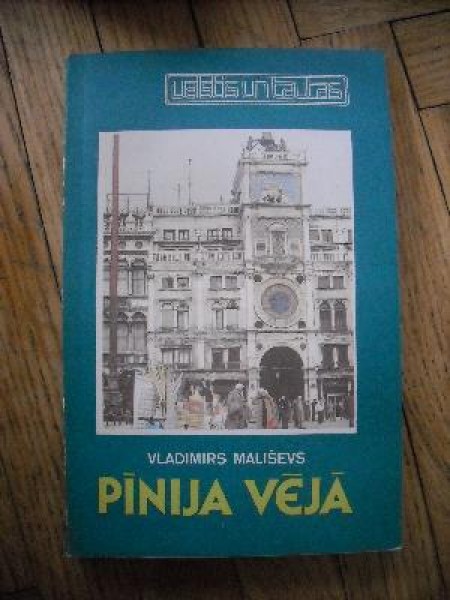 valstis un tautas
VLADIMIRS MALIŠEVS
PĪNIJA VĒJĀ